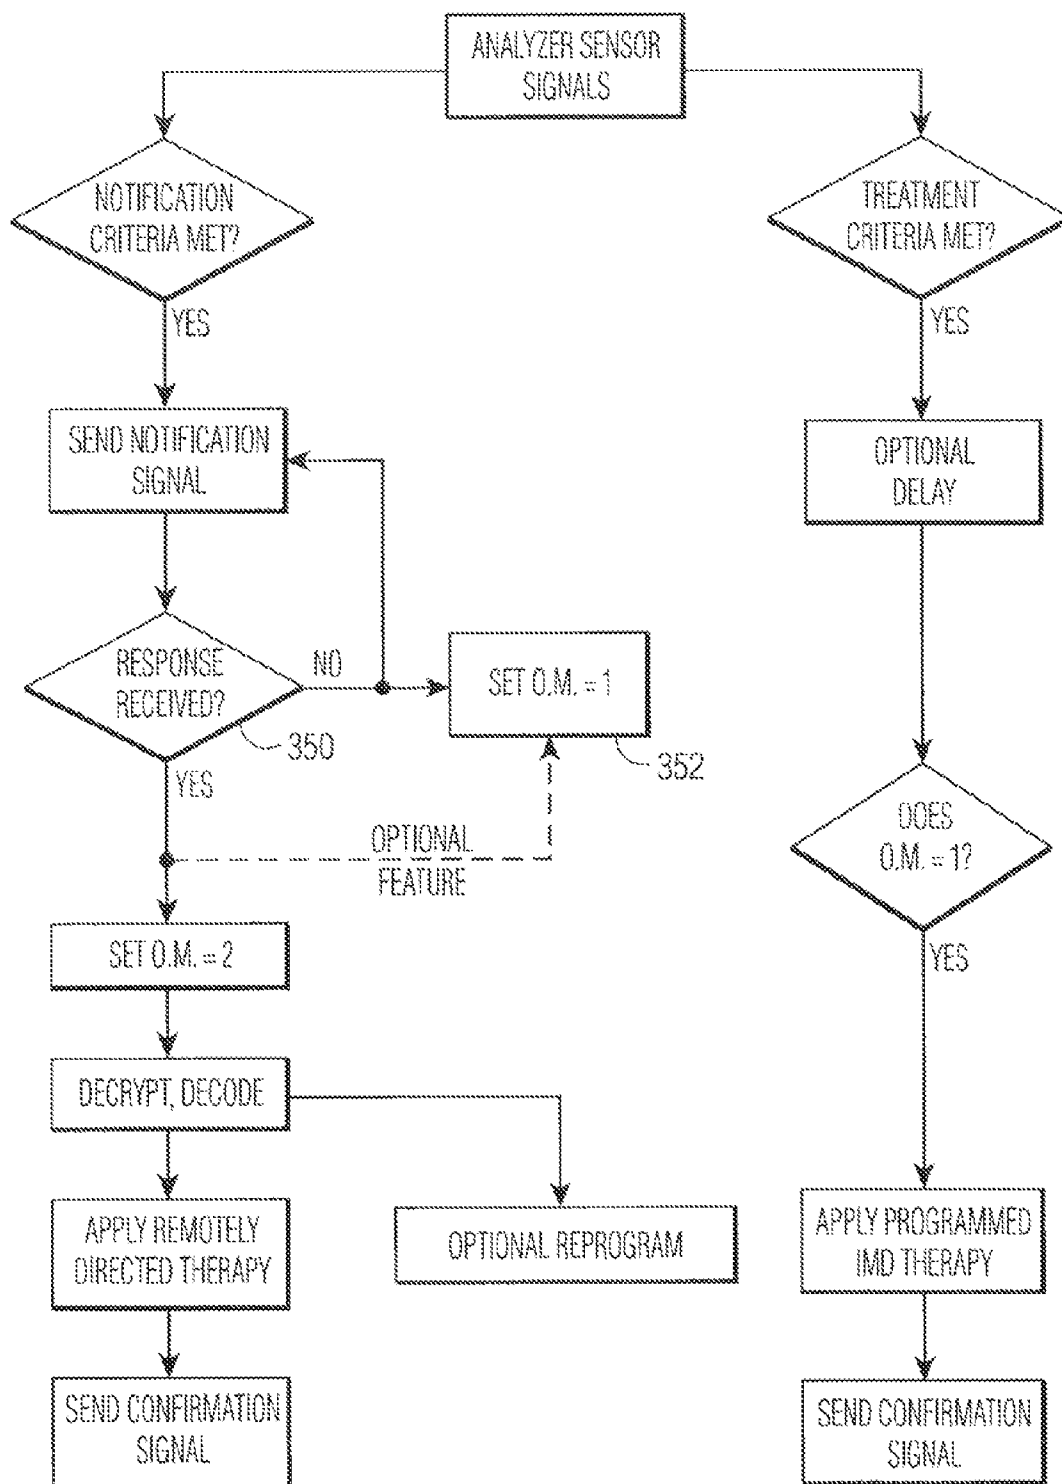 ANALYZER SENSOR
SIGNALS
NOTIFICATION
CRITERIA MET?
YES
SEND NOTIFICATION
SIGNAL
RESPONSE
RECEIVED?
NO
350
YES
SET O.M. = 1
352
OPTIONAL
FEATURE
SET O.M. = 2
DECRYPT, DECODE
APPLY REMOTELY
DIRECTED THERAPY
OPTIONAL REPROGRAM
SEND CONFIRMATION
SIGNAL
TREATMENT
CRITERIA MET?
YES
OPTIONAL
DELAY
DOES
O.M. = 1?
YES
APPLY PROGRAMMED
IMD THERAPY
SEND CONFIRMATION
SIGNAL